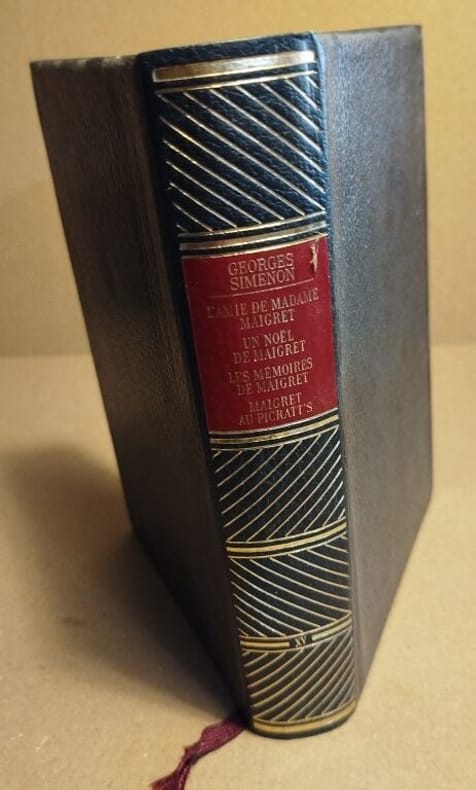 GEORGES
SIMENON
L'AMIE DE MADAME
MAIGRET
UN NOËL
DE MAIGRET
LES MÉMOIRES
DE MAIGRET
MAIGRET
AU PICRATT'S
XV